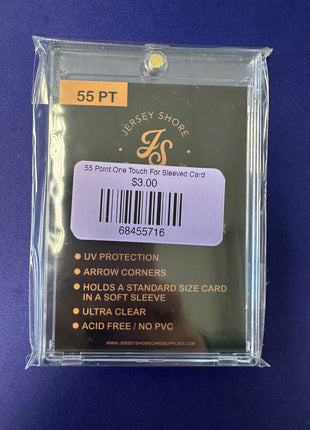 55 PT
JERSEY SHORE
JS
55 Point One Touch For Sleeved Card
$3.00
68455716
UV PROTECTION
ARROW CORNERS
HOLDS A STANDARD SIZE CARD
IN A SOFT SLEEVE
ULTRA CLEAR
ACID FREE / NO PVC
WWW.JERSEYSHORECARDSUPPLIES.COM